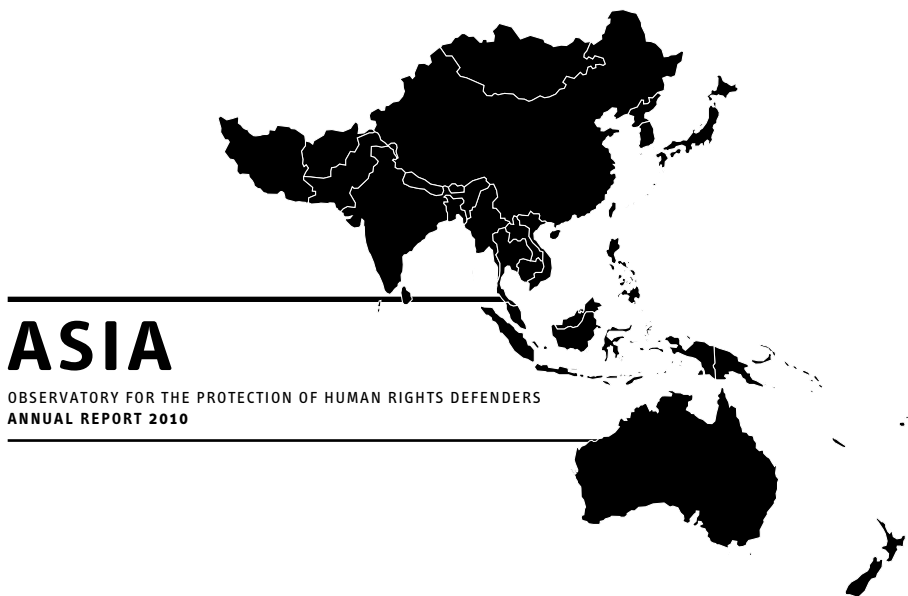 ASIA
OBSERVATORY FOR THE PROTECTION OF HUMAN RIGHTS DEFENDERS
ANNUAL REPORT 2010